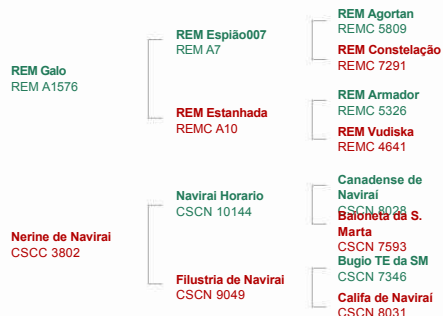 REM Agortan
REMC 5809
REM Espião007
REM A7
REM Constelação
REMC 7291
REM Galo
REM A1576
REM Armador
REMC 5326
REM Estanhada
REMC A10
REM Vudiska
REMC 4641
Canadense de
Naviraí
CSCN 8028
Navirai Horario
CSCN 10144
Baioneta da S.
Marta
CSCN 7593
Nerine de Navirai
CSCC 3802
Bugio TE da SM
CSCN 7346
Filustria de Navirai
CSCN 9049
Califa de Naviraí
CSCN 8031